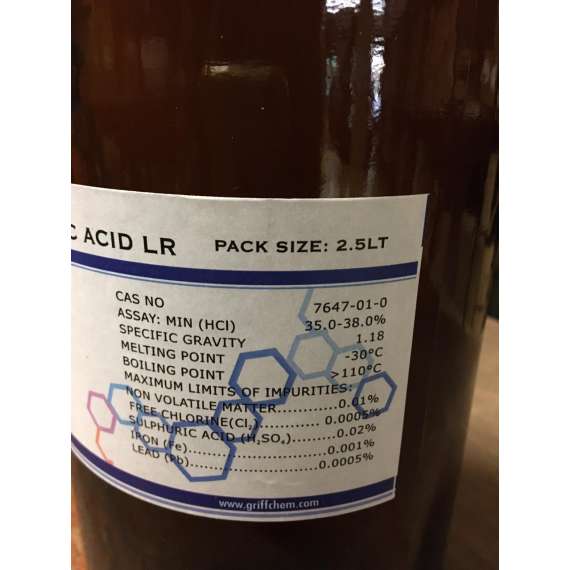 C ACID LR PACK SIZE: 2.5LT
CAS NO 7647-01-0
ASSAY: MIN (HCl) 35.0-38.0%
SPECIFIC GRAVITY 1.18
MELTING POINT -30°C
BOILING POINT >110°C
MAXIMUM LIMITS OF IMPURITIES:
NON VOLATILE MATTER............0.01%
FREE CHLORINE(Cl₂)............ 0.0005%
SULPHURIC ACID (H₂SO₄).........0.02%
IRON (Fe)............................0.001%
LEAD (Pb)..........................0.0005%
www.griffchem.com